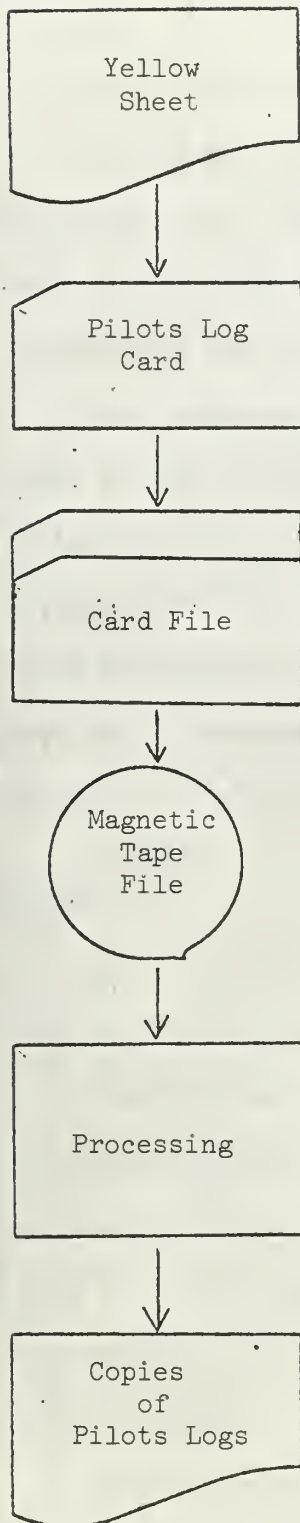 Yellow
Sheet
Pilots Log
Card
Card File
Magnetic
Tape
File
Processing
Copies
of
Pilots Logs